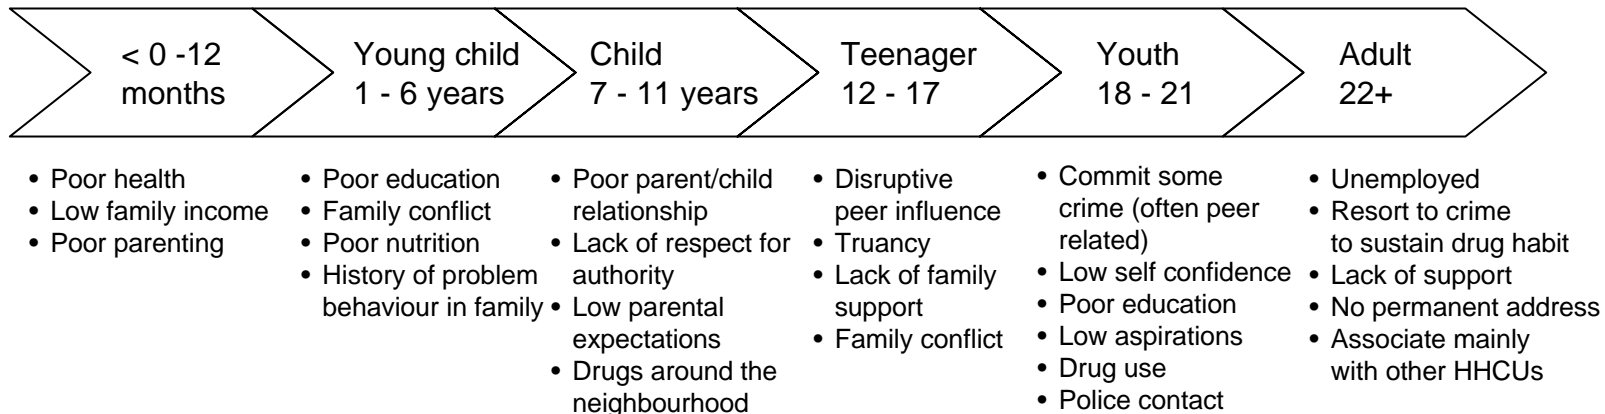 < 0 -12
months
Young child
1 - 6 years
Child
7 - 11 years
Teenager
12 - 17
Youth
18 - 21
Adult
22+
• Poor health
• Low family income
• Poor parenting
• Poor education
• Family conflict
• Poor nutrition
• History of problem
behaviour in family
• Poor parent/child
relationship
• Lack of respect for
authority
• Low parental
expectations
• Drugs around the
neighbourhood
• Disruptive
peer influence
• Truancy
• Lack of family
support
• Family conflict
• Commit some
crime (often peer
related)
• Low self confidence
• Poor education
• Low aspirations
• Drug use
• Police contact
• Unemployed
• Resort to crime
to sustain drug habit
• Lack of support
• No permanent address
• Associate mainly
with other HHCUs